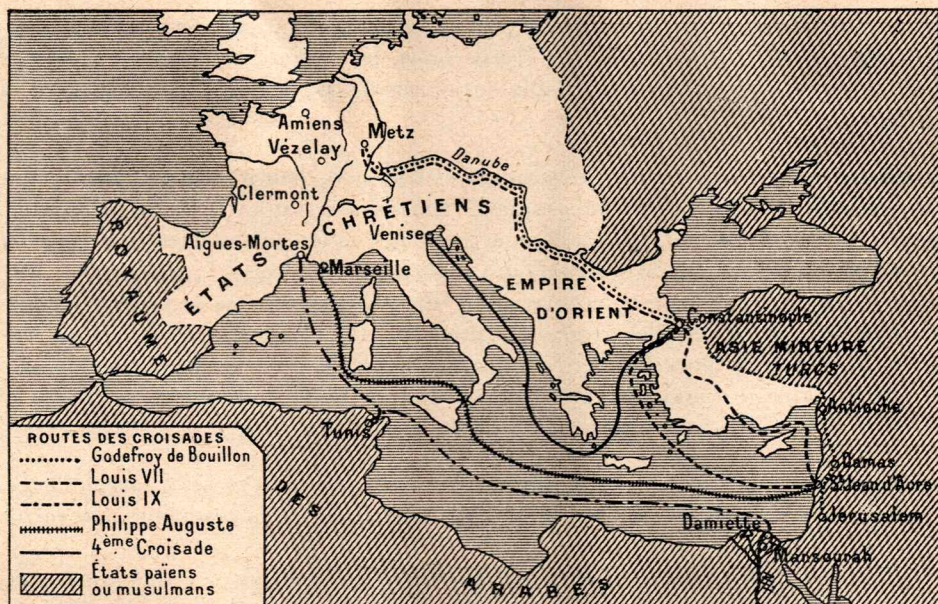 Amiens
Metz
Vézelay
Danube
Clermont
CHRÉTIENS
Venise
Aigues-Mortes
Marseille
ÉTATS
ROYAUME
EMPIRE
D'ORIENT
Constantinople
ASIE MINEURE
TURCS
Antioche
Tunis
Damas
St Jean d'Acre
Jerusalem
Damiette
Mansourah
NIL
DES
ARABES
ROUTES DES CROISADES
Godefroy de Bouillon
Louis VII
Louis IX
Philippe Auguste
4ème Croisade
États païens
ou musulmans